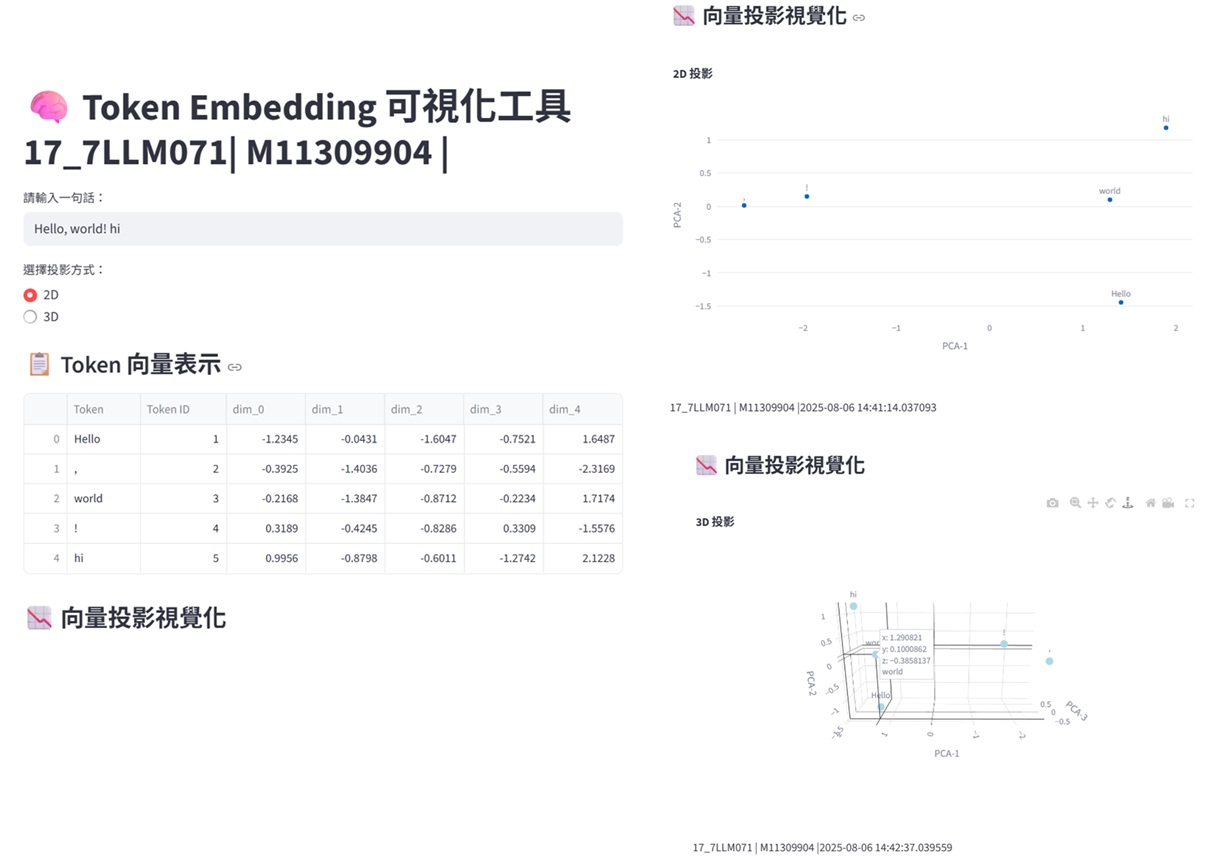 Token Embedding 可視化工具
17_7LLM071| M11309904 |
請輸入一句話：
Hello, world! hi
選擇投影方式：
2D
3D
Token 向量表示
Token Token ID dim_0 dim_1 dim_2 dim_3 dim_4
0 Hello 1 -1.2345 -0.0431 -1.6047 -0.7521 1.6487
1 , 2 -0.3925 -1.4036 -0.7279 -0.5594 -2.3169
2 world 3 -0.2168 -1.3847 -0.8712 -0.2234 1.7174
3 ! 4 0.3189 -0.4245 -0.8286 0.3309 -1.5576
4 hi 5 0.9956 -0.8798 -0.6011 -1.2742 2.1228
向量投影視覺化
向量投影視覺化
2D 投影
hi
1
0.5
!
world
,
0
PCA-2
−0.5
−1
Hello
−1.5
−2 −1 0 1 2
PCA-1
17_7LLM071 | M11309904 |2025-08-06 14:41:14.037093
向量投影視覺化
3D 投影
hi
1
0.5
0
−0.5
−1
PCA-2
!
,
x: 1.290821
y: 0.1000862
z: −0.3858137
world
Hello
0.5
0
−0.5
PCA-3
1 0 −1 −2
PCA-1
17_7LLM071 | M11309904 |2025-08-06 14:42:37.039559